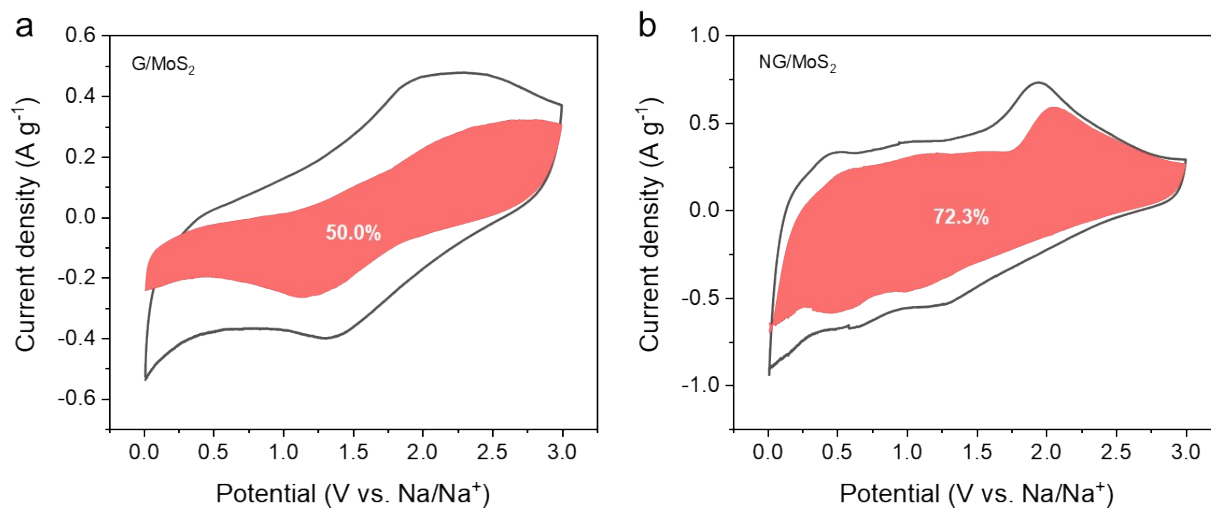 a
G/MoS₂
50.0%
0.6
0.4
0.2
0.0
-0.2
-0.4
-0.6
Current density (A g⁻¹)
0.0 0.5 1.0 1.5 2.0 2.5 3.0
Potential (V vs. Na/Na⁺)
b
NG/MoS₂
72.3%
1.0
0.5
0.0
-0.5
-1.0
Current density (A g⁻¹)
0.0 0.5 1.0 1.5 2.0 2.5 3.0
Potential (V vs. Na/Na⁺)